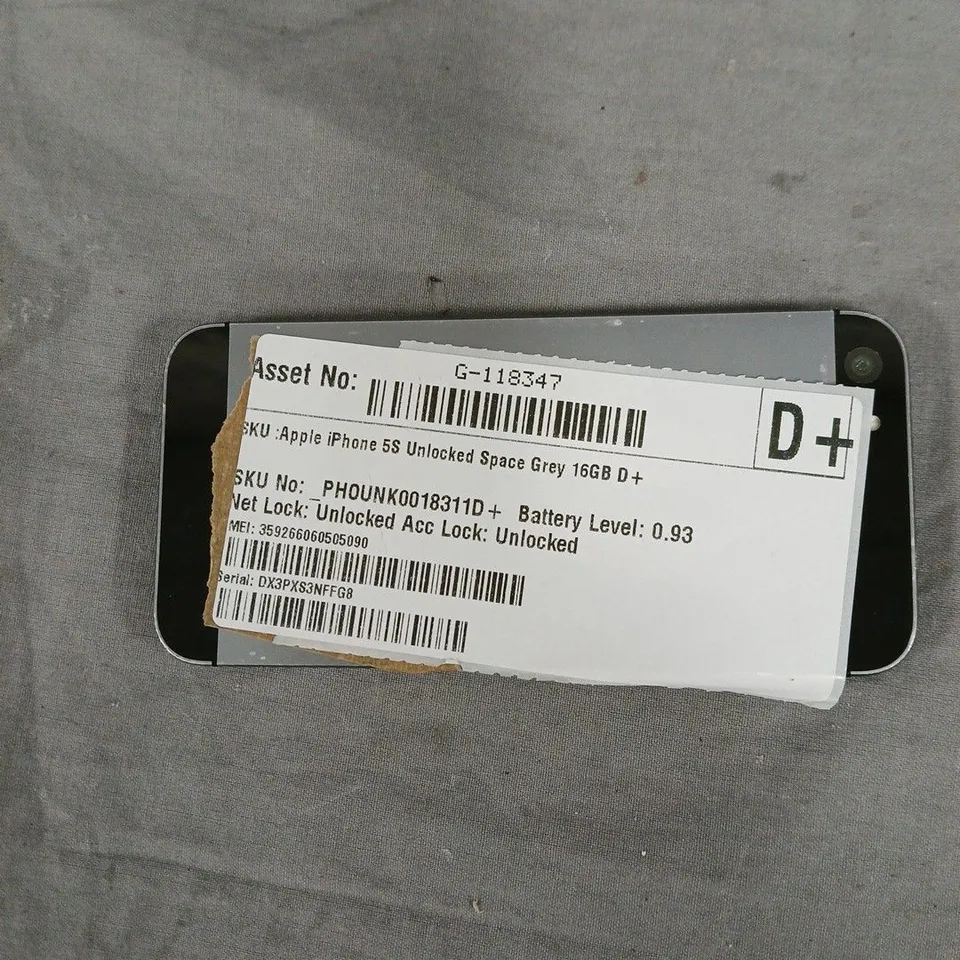 Asset No: G-118347
D+
SKU :Apple iPhone 5S Unlocked Space Grey 16GB D+
SKU No: _PHOUNK0018311D+ Battery Level: 0.93
Net Lock: Unlocked Acc Lock: Unlocked
MEI: 359266060505090
Serial: DX3PXS3NFFG8